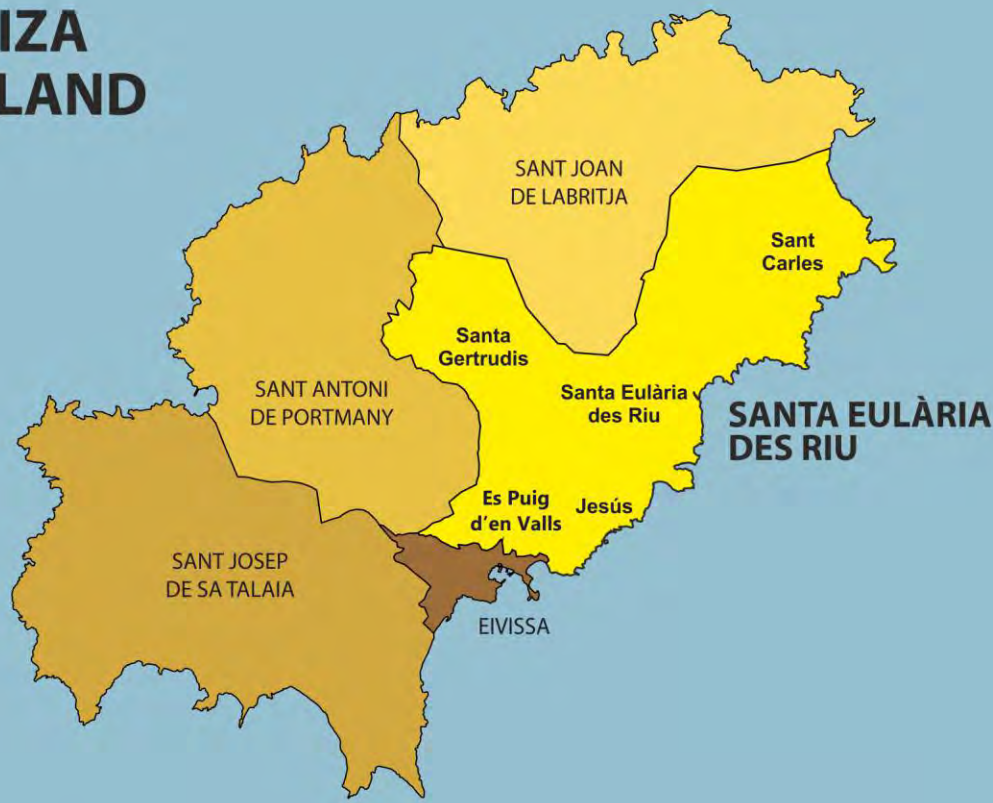 IZA
LAND
SANT JOAN
DE LABRITJA
Sant
Carles
Santa
Gertrudis
SANT ANTONI
DE PORTMANY
Santa Eulària
des Riu
SANTA EULÀRIA
DES RIU
Es Puig
d'en Valls
Jesús
SANT JOSEP
DE SA TALAIA
EIVISSA